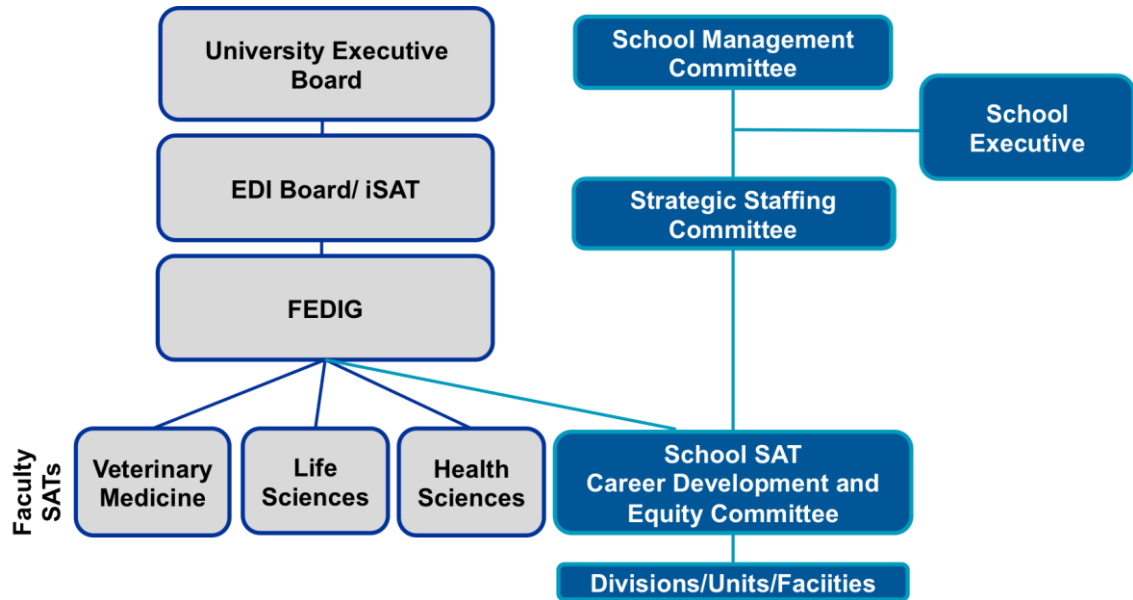 University Executive
Board
School Management
Committee
School
Executive
EDI Board/ iSAT
Strategic Staffing
Committee
FEDIG
Faculty
SATs
Veterinary
Medicine
Life
Sciences
Health
Sciences
School SAT
Career Development and
Equity Committee
Divisions/Units/Faciities